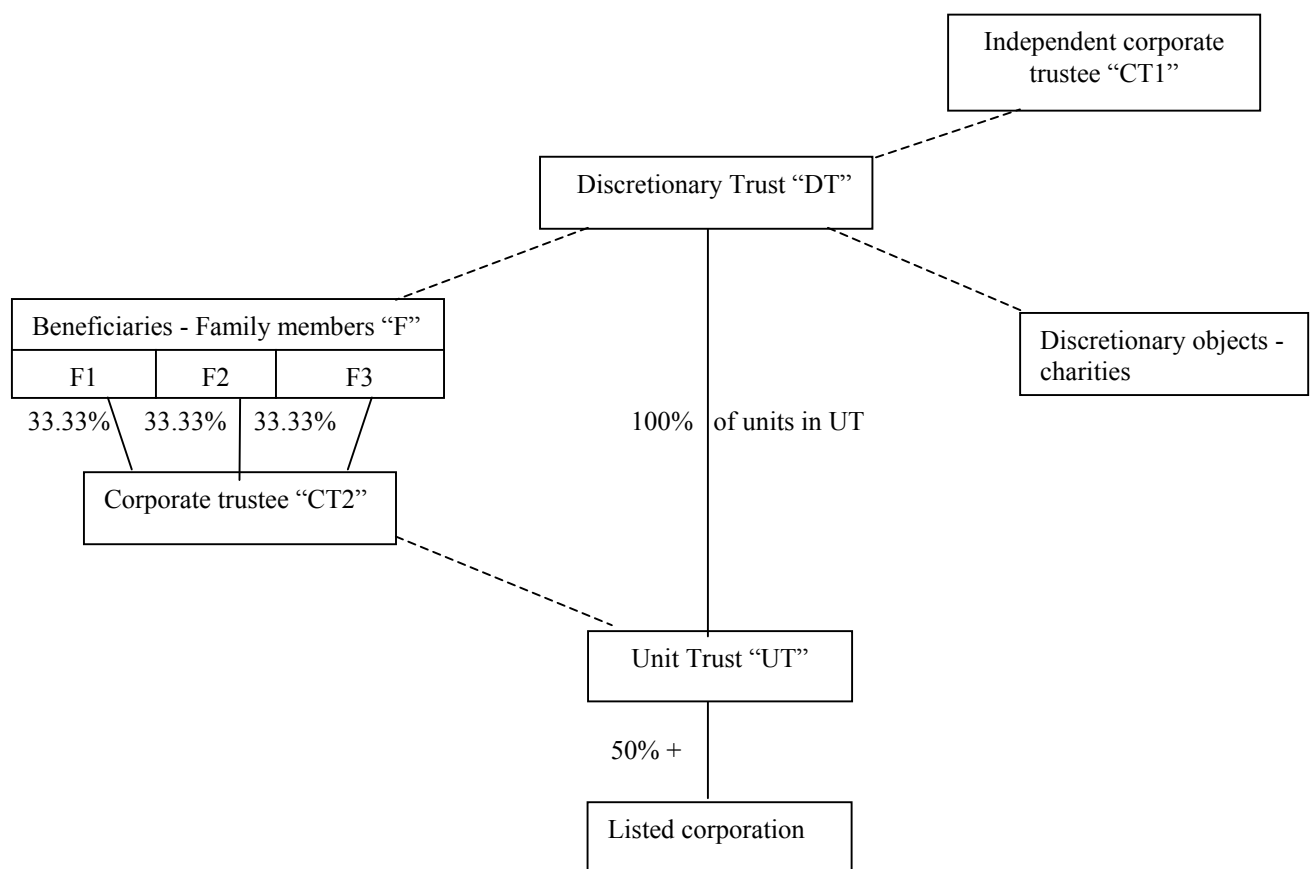 Independent corporate
trustee “CT1”
Discretionary Trust “DT”
Beneficiaries - Family members “F”
F1 F2 F3
33.33% 33.33% 33.33%
Discretionary objects -
charities
100% of units in UT
Corporate trustee “CT2”
Unit Trust “UT”
50% +
Listed corporation